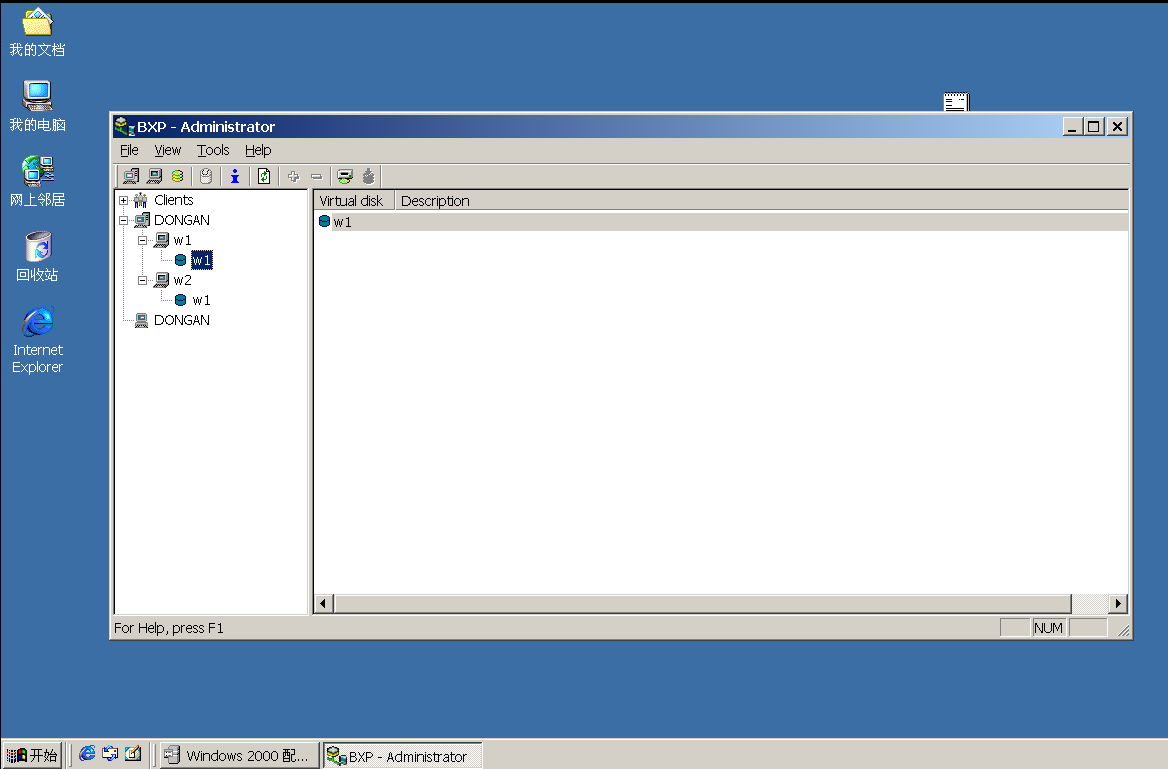 我的文档
我的电脑
网上邻居
回收站
Internet
Explorer
BXP - Administrator
File View Tools Help
Clients
DONGAN
w1
w1
w2
w1
DONGAN
Virtual disk Description
w1
For Help, press F1
NUM
开始
Windows 2000 配...
BXP - Administrator